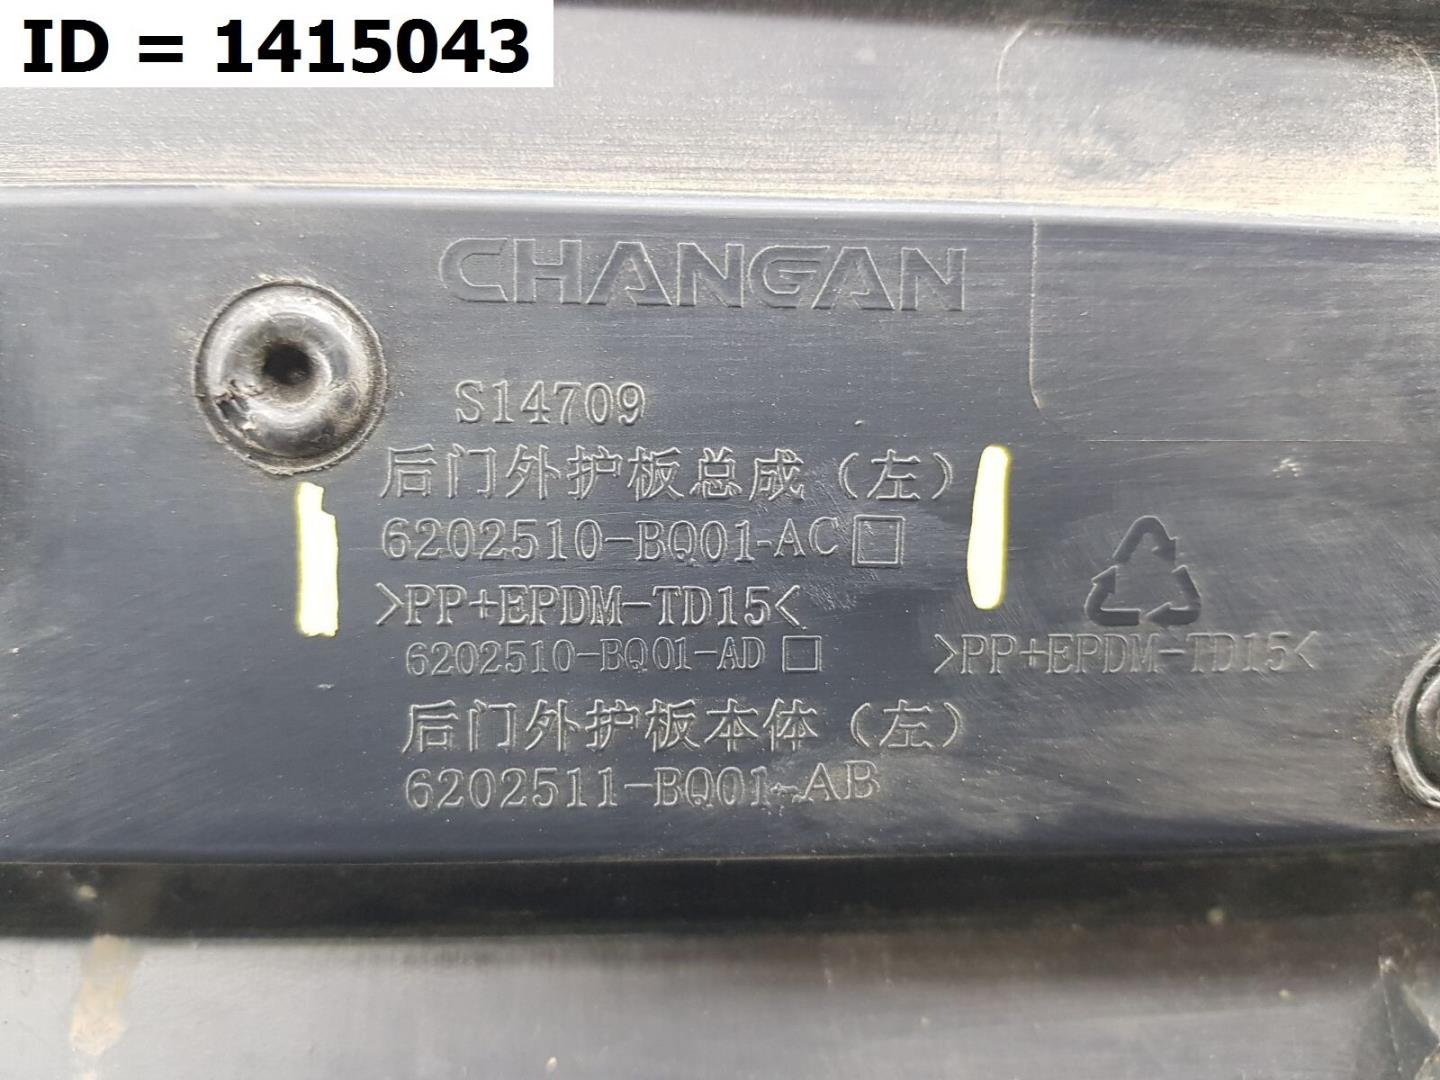 ID = 1415043
CHANGAN
S14709
后门外护板总成（左）
6202510-BQ01-AC□
>PP+EPDM-TD15<
6202510-BQ01-AD□
>PP+EPDM-TD15<
后门外护板本体（左）
6202511-BQ01-AB